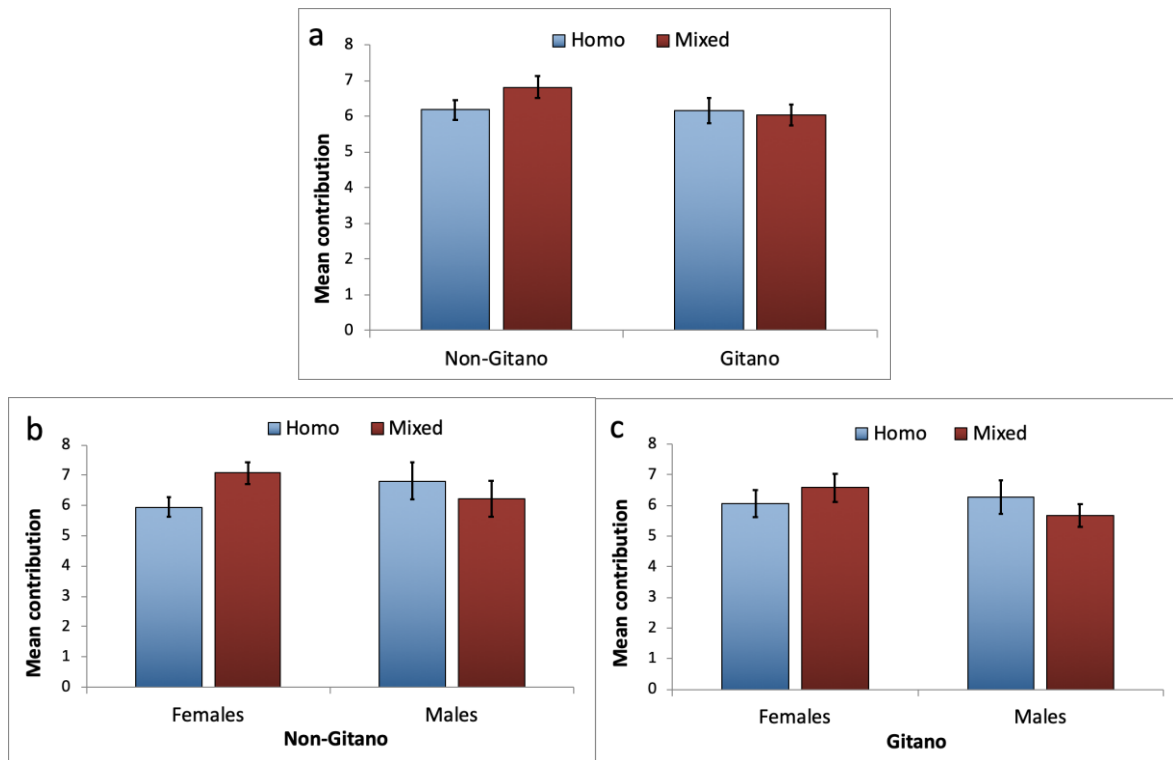 a
Homo Mixed
Mean contribution
8
7
6
5
4
3
2
1
0
Non-Gitano Gitano
b
Homo Mixed
Mean contribution
8
7
6
5
4
3
2
1
0
Females Males
Non-Gitano
c
Homo Mixed
Mean contribution
8
7
6
5
4
3
2
1
0
Females Males
Gitano